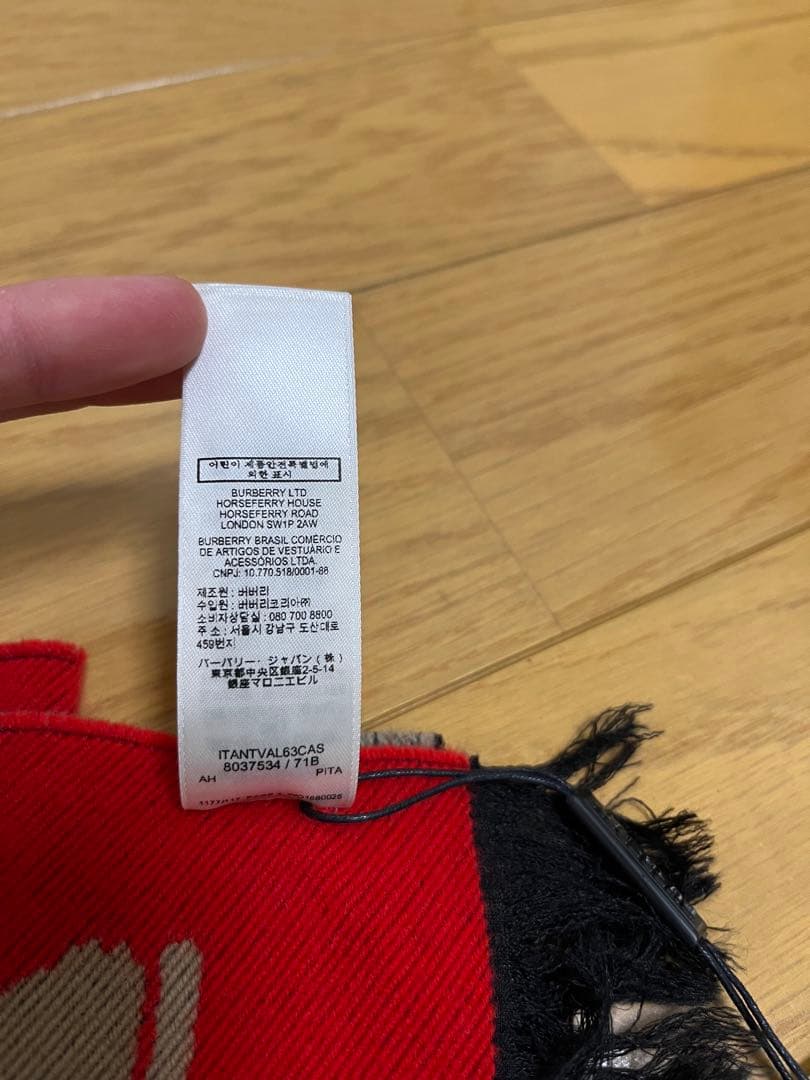 어린이 제품안전특별법에
의한 표시
BURBERRY LTD
HORSEFERRY HOUSE
HORSEFERRY ROAD
LONDON SW1P 2AW
BURBERRY BRASIL COMÉRCIO
DE ARTIGOS DE VESTUÁRIO E
ACESSÓRIOS LTDA.
CNPJ: 10.770.518/0001-88
제조원 : 버버리
수입원 : 버버리코리아㈜
소비자상담실 : 080 700 8800
주 소 : 서울시 강남구 도산대로
459번지
バーバリー・ジャパン(株)
東京都中央区銀座2-5-14
銀座マロニエビル
ITANTVAL63CAS
8037534 / 71B
AH PITA